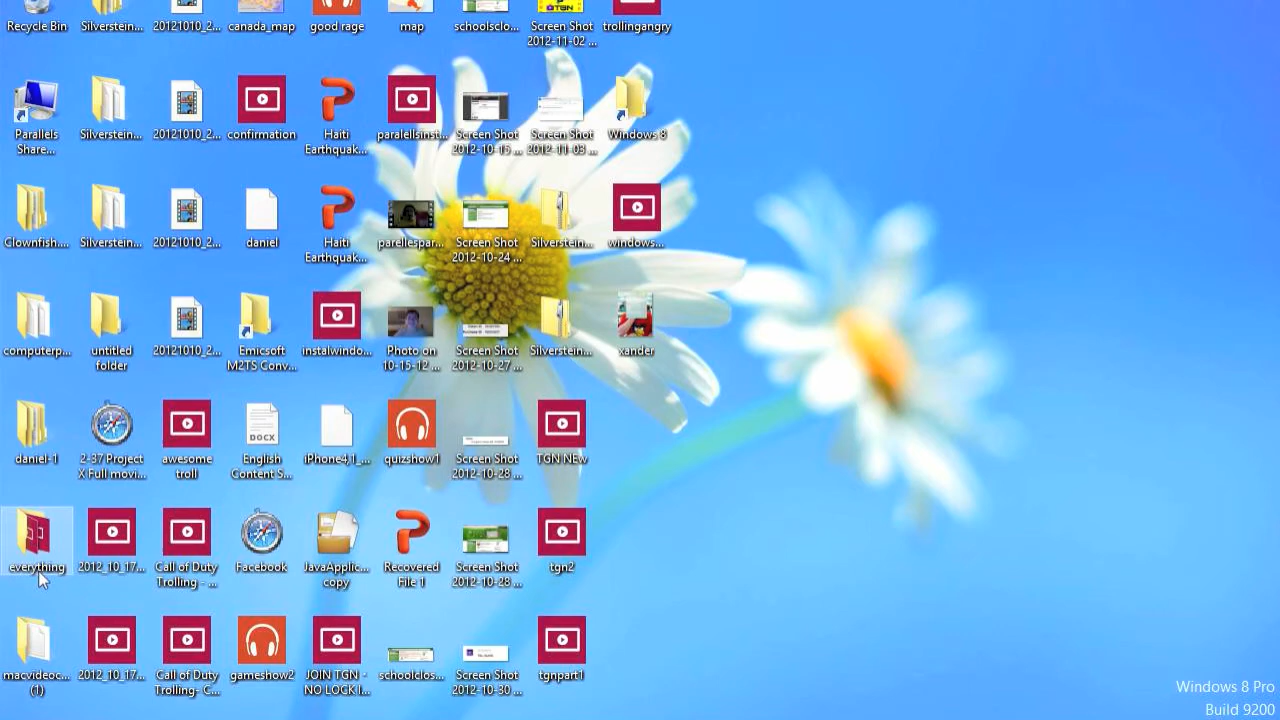 Recycle Bin
Silverstein...
20121010_2...
canada_map
good rage
map
schoolsclo...
Screen Shot
2012-11-02 ...
trollingangry
Parallels
Share...
Silverstein...
20121010_2...
confirmation
Haiti
Earthquak...
paralellsinst...
Screen Shot
2012-10-15 ...
Screen Shot
2012-11-03 ...
Windows 8
Clownfish...
Silverstein...
20121010_2...
daniel
Haiti
Earthquak...
parellespar...
Screen Shot
2012-10-24 ...
Silverstein...
windows...
computerp...
untitled
folder
20121010_2...
Emicsoft
M2TS Conv...
instalwindo...
Photo on
10-15-12 ...
Screen Shot
2012-10-27 ...
Silverstein...
xander
daniel-1
2-37 Project
X Full movi...
awesome
troll
DOCX
English
Content S...
iPhone4,1_...
quizshow1
Screen Shot
2012-10-28 ...
TGN NEW
everything
2012_10_17...
Call of Duty
Trolling - ...
Facebook
JavaApplic...
copy
Recovered
File 1
Screen Shot
2012-10-28 ...
tgn2
macvideoc...
(1)
2012_10_17...
Call of Duty
Trolling- C...
gameshow2
JOIN TGN -
NO LOCK I...
schoolclos...
Screen Shot
2012-10-30 ...
tgnpart1
Windows 8 Pro
Build 9200